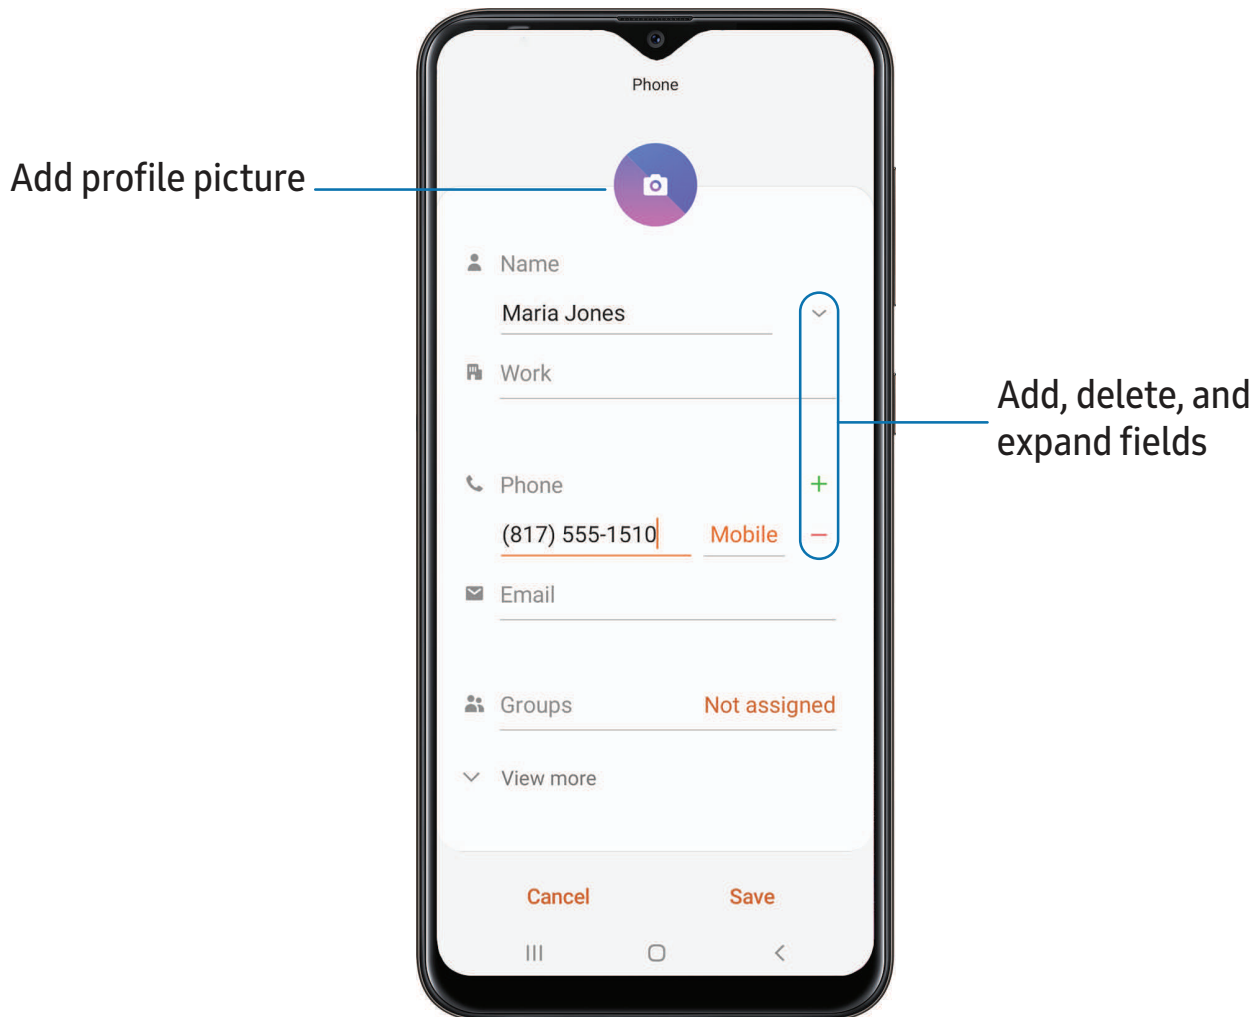 Phone
Add profile picture
Name
Maria Jones
Work
Add, delete, and
expand fields
Phone
(817) 555-1510 Mobile
Email
Groups Not assigned
View more
Cancel Save